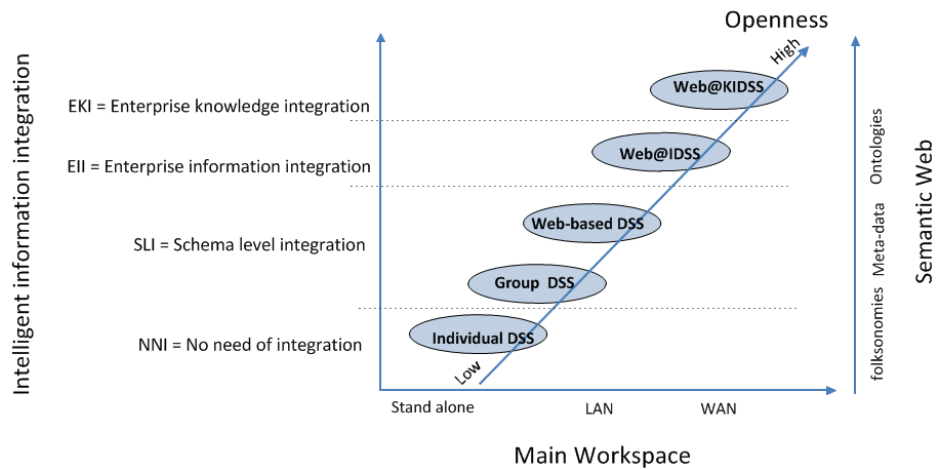 Openness
High
Intelligent information integration
EKI = Enterprise knowledge integration
Web@KIDSS
EII = Enterprise information integration
Web@IDSS
SLI = Schema level integration
Web-based DSS
Group DSS
NNI = No need of integration
Individual DSS
Low
Stand alone
LAN
WAN
Main Workspace
folksonomies
Meta-data
Ontologies
Semantic Web